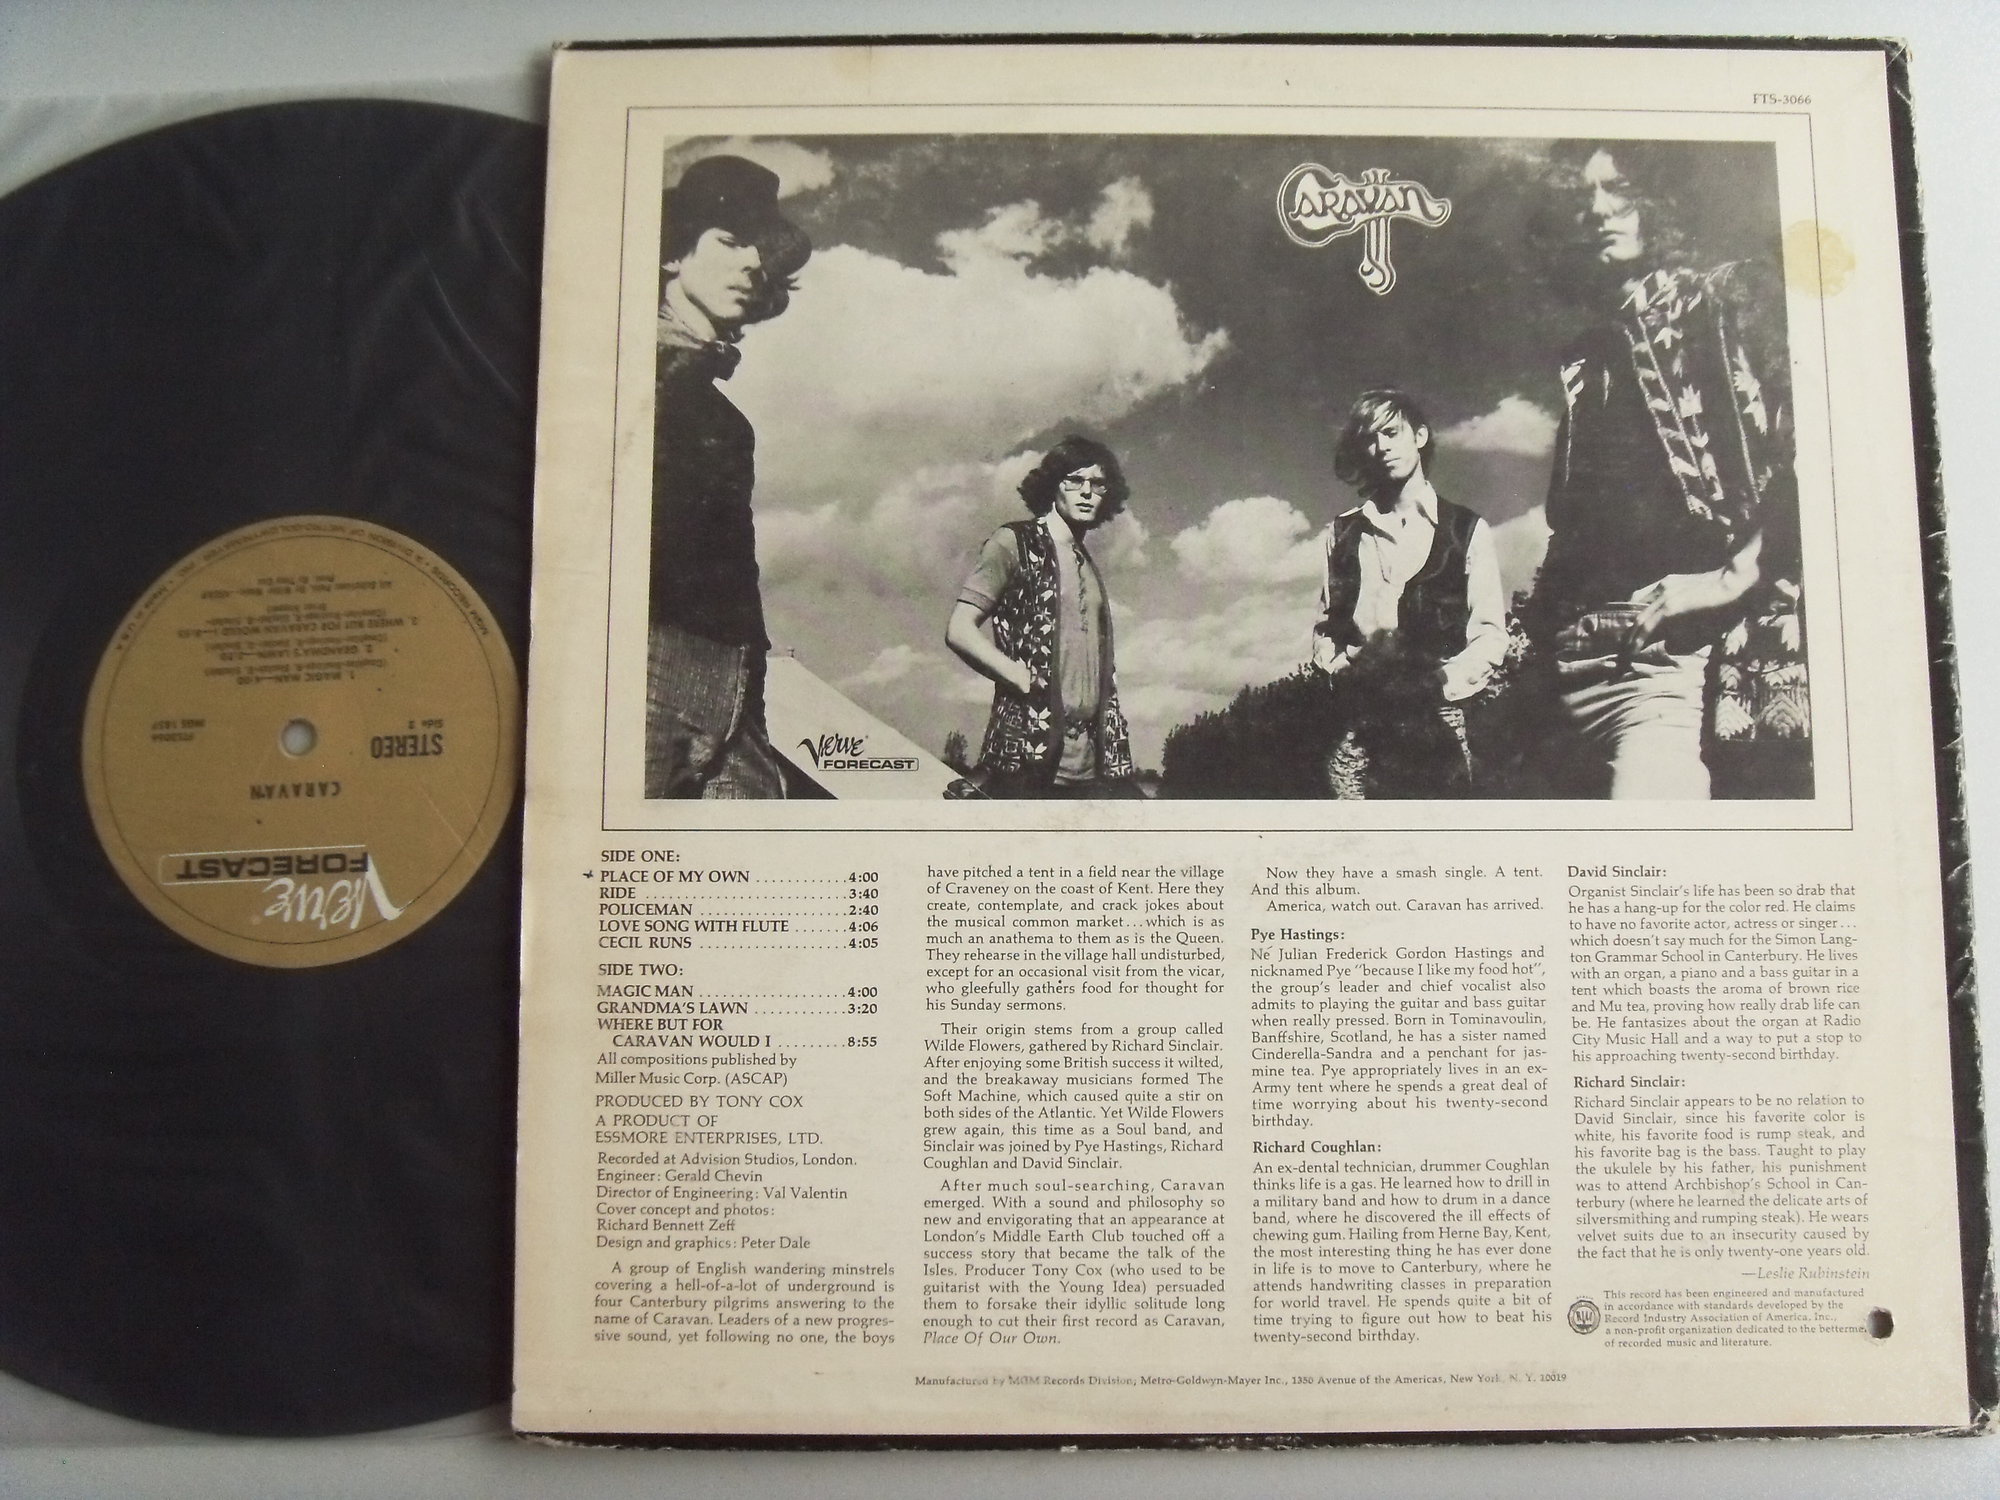 FTS-3066
CARAVAN
Verve
FORECAST
SIDE ONE:
PLACE OF MY OWN ............4:00
RIDE .........................3:40
POLICEMAN ..................2:40
LOVE SONG WITH FLUTE .......4:06
CECIL RUNS ..................4:05
SIDE TWO:
MAGIC MAN ..................4:00
GRANDMA'S LAWN ............3:20
WHERE BUT FOR
CARAVAN WOULD I .........8:55
All compositions published by
Miller Music Corp. (ASCAP)
PRODUCED BY TONY COX
A PRODUCT OF
ESSMORE ENTERPRISES, LTD.
Recorded at Advision Studios, London.
Engineer: Gerald Chevin
Director of Engineering: Val Valentin
Cover concept and photos:
Richard Bennett Zeff
Design and graphics: Peter Dale
A group of English wandering minstrels
covering a hell-of-a-lot of underground is
four Canterbury pilgrims answering to the
name of Caravan. Leaders of a new progres-
sive sound, yet following no one, the boys
have pitched a tent in a field near the village
of Craveney on the coast of Kent. Here they
create, contemplate, and crack jokes about
the musical common market...which is as
much an anathema to them as is the Queen.
They rehearse in the village hall undisturbed,
except for an occasional visit from the vicar,
who gleefully gathers food for thought for
his Sunday sermons.
Their origin stems from a group called
Wilde Flowers, gathered by Richard Sinclair.
After enjoying some British success it wilted,
and the breakaway musicians formed The
Soft Machine, which caused quite a stir on
both sides of the Atlantic. Yet Wilde Flowers
grew again, this time as a Soul band, and
Sinclair was joined by Pye Hastings, Richard
Coughlan and David Sinclair.
After much soul-searching, Caravan
emerged. With a sound and philosophy so
new and envigorating that an appearance at
London's Middle Earth Club touched off a
success story that became the talk of the
Isles. Producer Tony Cox (who used to be
guitarist with the Young Idea) persuaded
them to forsake their idyllic solitude long
enough to cut their first record as Caravan,
Place Of Our Own.
Now they have a smash single. A tent.
And this album.
America, watch out. Caravan has arrived.
Pye Hastings:
Né Julian Frederick Gordon Hastings and
nicknamed Pye "because I like my food hot",
the group's leader and chief vocalist also
admits to playing the guitar and bass guitar
when really pressed. Born in Tominavoulin,
Banffshire, Scotland, he has a sister named
Cinderella-Sandra and a penchant for jas-
mine tea. Pye appropriately lives in an ex-
Army tent where he spends a great deal of
time worrying about his twenty-second
birthday.
Richard Coughlan:
An ex-dental technician, drummer Coughlan
thinks life is a gas. He learned how to drill in
a military band and how to drum in a dance
band, where he discovered the ill effects of
chewing gum. Hailing from Herne Bay, Kent,
the most interesting thing he has ever done
in life is to move to Canterbury, where he
attends handwriting classes in preparation
for world travel. He spends quite a bit of
time trying to figure out how to beat his
twenty-second birthday.
David Sinclair:
Organist Sinclair's life has been so drab that
he has a hang-up for the color red. He claims
to have no favorite actor, actress or singer...
which doesn't say much for the Simon Lang-
ton Grammar School in Canterbury. He lives
with an organ, a piano and a bass guitar in a
tent which boasts the aroma of brown rice
and Mu tea, proving how really drab life can
be. He fantasizes about the organ at Radio
City Music Hall and a way to put a stop to
his approaching twenty-second birthday.
Richard Sinclair:
Richard Sinclair appears to be no relation to
David Sinclair, since his favorite color is
white, his favorite food is rump steak, and
his favorite bag is the bass. Taught to play
the ukulele by his father, his punishment
was to attend Archbishop's School in Can-
terbury (where he learned the delicate arts of
silversmithing and rumping steak). He wears
velvet suits due to an insecurity caused by
the fact that he is only twenty-one years old.
—Leslie Rubinstein
RIAA
This record has been engineered and manufactured
in accordance with standards developed by the
Record Industry Association of America, Inc.,
a non-profit organization dedicated to the
of recorded music and literature.
Manufactured by MGM Records Division, Metro-Goldwyn-Mayer Inc., 1350 Avenue of the Americas, New York, N. Y. 10019
Verve
FORECAST
CARAVAN
STEREO
Side 2
FTS3066
MGS 1857
1. MAGIC MAN—4:00
2. GRANDMA'S LAWN—
3. WHERE BUT FOR CARAVAN WOULD I—8:55